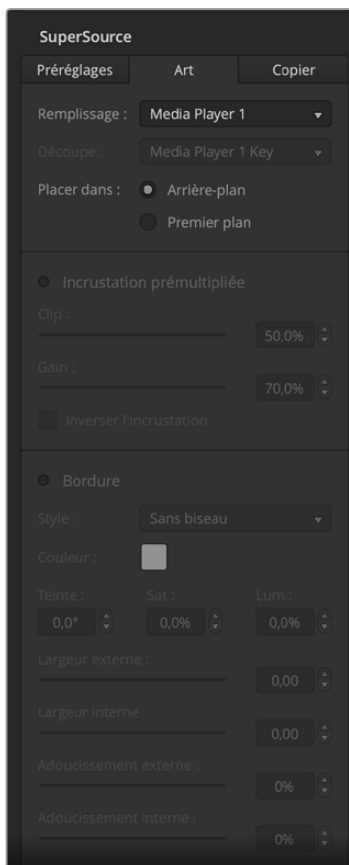 SuperSource
Préréglages Art Copier
Remplissage : Media Player 1
Découpe : Media Player 1 Key
Placer dans : Arrière-plan
Premier plan
Incrustation prémultipliée
Clip :
50,0%
Gain :
70,0%
Inverser l'incrustation
Bordure
Style : Sans biseau
Couleur :
Teinte : Sat : Lum :
0,0° 0,0% 0,0%
Largeur externe :
0,00
Largeur interne :
0,00
Adoucissement externe :
0%
Adoucissement interne :
0%